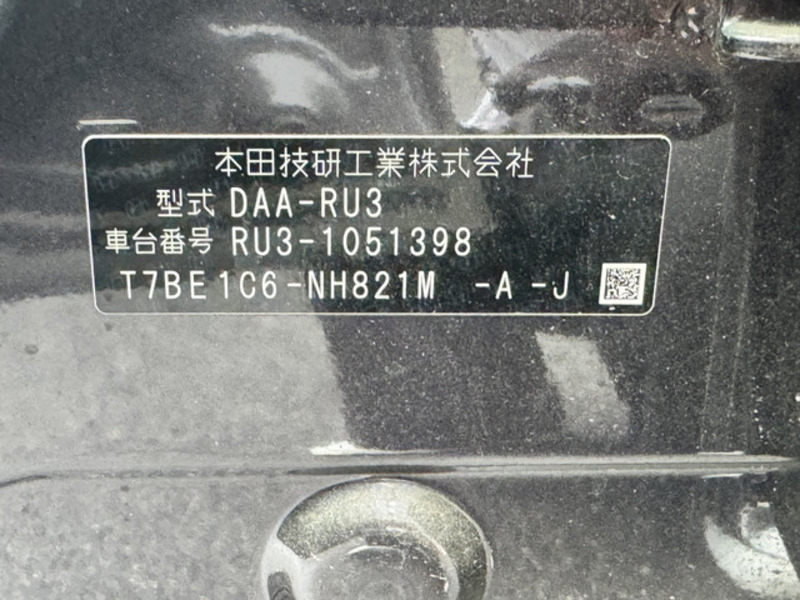 本田技研工業株式会社
型式 DAA-RU3
車台番号 RU3-1051398
T7BE1C6-NH821M -A-J